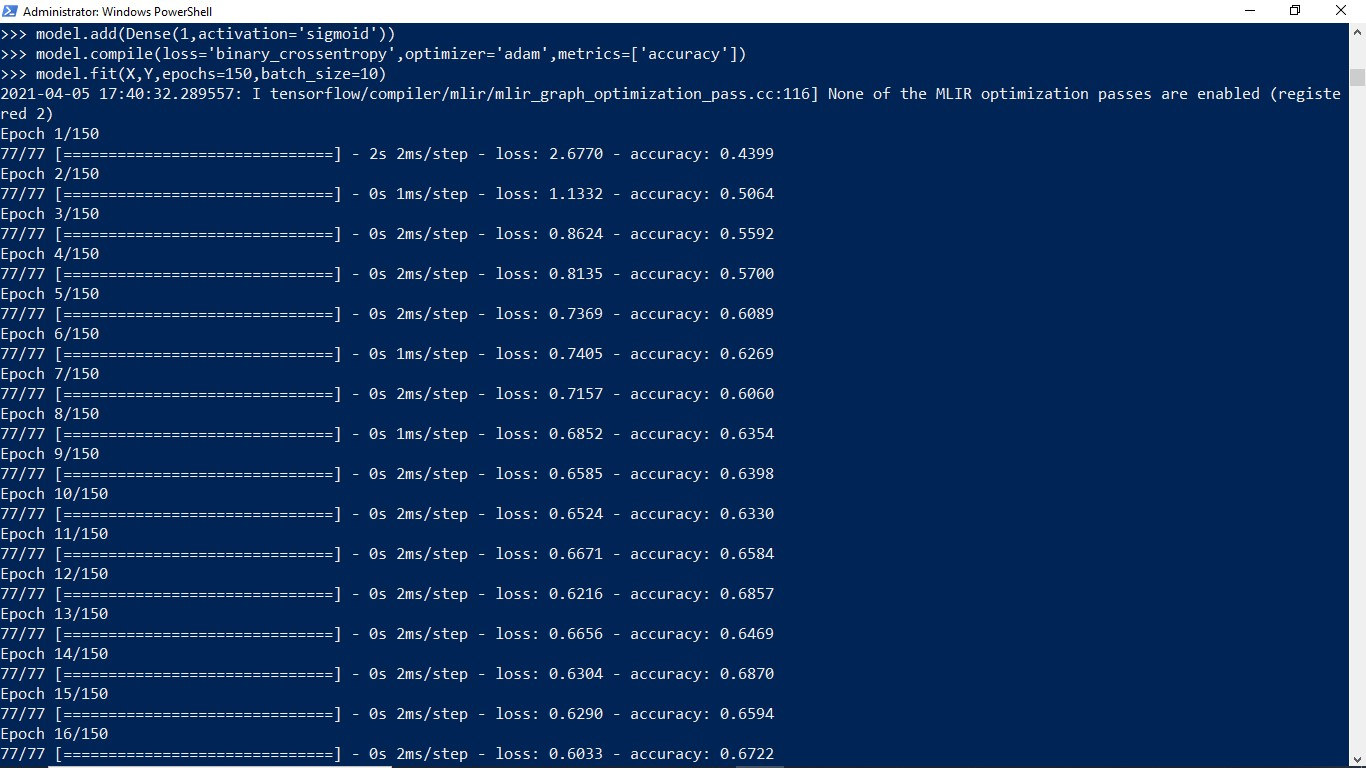 Administrator: Windows PowerShell
>>> model.add(Dense(1,activation='sigmoid'))
>>> model.compile(loss='binary_crossentropy',optimizer='adam',metrics=['accuracy'])
>>> model.fit(X,Y,epochs=150,batch_size=10)
2021-04-05 17:40:32.289557: I tensorflow/compiler/mlir/mlir_graph_optimization_pass.cc:116] None of the MLIR optimization passes are enabled (registe
red 2)
Epoch 1/150
77/77 [==============================] - 2s 2ms/step - loss: 2.6770 - accuracy: 0.4399
Epoch 2/150
77/77 [==============================] - 0s 1ms/step - loss: 1.1332 - accuracy: 0.5064
Epoch 3/150
77/77 [==============================] - 0s 2ms/step - loss: 0.8624 - accuracy: 0.5592
Epoch 4/150
77/77 [==============================] - 0s 2ms/step - loss: 0.8135 - accuracy: 0.5700
Epoch 5/150
77/77 [==============================] - 0s 2ms/step - loss: 0.7369 - accuracy: 0.6089
Epoch 6/150
77/77 [==============================] - 0s 1ms/step - loss: 0.7405 - accuracy: 0.6269
Epoch 7/150
77/77 [==============================] - 0s 2ms/step - loss: 0.7157 - accuracy: 0.6060
Epoch 8/150
77/77 [==============================] - 0s 1ms/step - loss: 0.6852 - accuracy: 0.6354
Epoch 9/150
77/77 [==============================] - 0s 2ms/step - loss: 0.6585 - accuracy: 0.6398
Epoch 10/150
77/77 [==============================] - 0s 2ms/step - loss: 0.6524 - accuracy: 0.6330
Epoch 11/150
77/77 [==============================] - 0s 2ms/step - loss: 0.6671 - accuracy: 0.6584
Epoch 12/150
77/77 [==============================] - 0s 2ms/step - loss: 0.6216 - accuracy: 0.6857
Epoch 13/150
77/77 [==============================] - 0s 2ms/step - loss: 0.6656 - accuracy: 0.6469
Epoch 14/150
77/77 [==============================] - 0s 2ms/step - loss: 0.6304 - accuracy: 0.6870
Epoch 15/150
77/77 [==============================] - 0s 2ms/step - loss: 0.6290 - accuracy: 0.6594
Epoch 16/150
77/77 [==============================] - 0s 2ms/step - loss: 0.6033 - accuracy: 0.6722